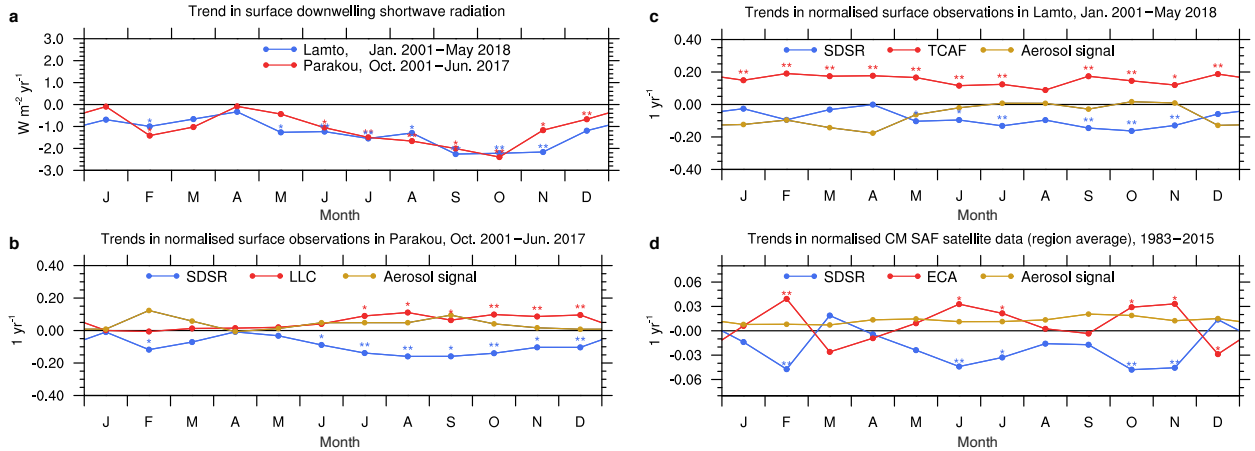 a
Trend in surface downwelling shortwave radiation
Lamto, Jan. 2001–May 2018
Parakou, Oct. 2001–Jun. 2017
W m⁻² yr⁻¹
3.0
2.0
1.0
0.0
-1.0
-2.0
-3.0
J F M A M J J A S O N D
Month
b
Trends in normalised surface observations in Parakou, Oct. 2001–Jun. 2017
SDSR LLC Aerosol signal
1 yr⁻¹
0.40
0.20
0.00
-0.20
-0.40
J F M A M J J A S O N D
Month
c
Trends in normalised surface observations in Lamto, Jan. 2001–May 2018
SDSR TCAF Aerosol signal
1 yr⁻¹
0.40
0.20
0.00
-0.20
-0.40
J F M A M J J A S O N D
Month
d
Trends in normalised CM SAF satellite data (region average), 1983–2015
SDSR ECA Aerosol signal
1 yr⁻¹
0.06
0.03
-0.00
-0.03
-0.06
J F M A M J J A S O N D
Month